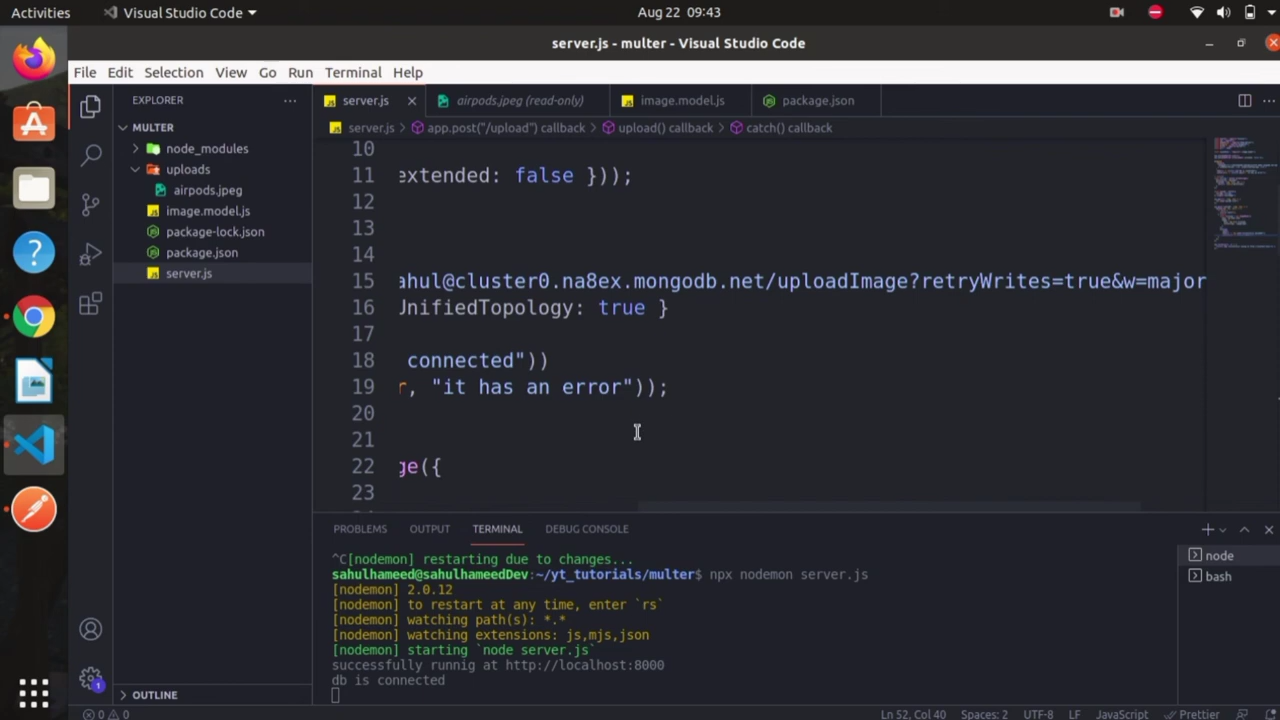 Activities
Visual Studio Code
Aug 22 09:43
server.js - multer - Visual Studio Code
File Edit Selection View Go Run Terminal Help
EXPLORER
server.js
airpods.jpeg (read-only)
image.model.js
package.json
MULTER
server.js > app.post("/upload") callback > upload() callback > catch() callback
node_modules
uploads
airpods.jpeg
image.model.js
package-lock.json
package.json
server.js
10
11 extended: false }));
12
13
14
15 ahul@cluster0.na8ex.mongodb.net/uploadImage?retryWrites=true&w=major
16 UnifiedTopology: true }
17
18 connected"))
19 r, "it has an error"));
20
21
22 ge({
23
PROBLEMS OUTPUT TERMINAL DEBUG CONSOLE
^C[nodemon] restarting due to changes...
sahulhameed@sahulhameedDev:~/yt_tutorials/multer$ npx nodemon server.js
[nodemon] 2.0.12
[nodemon] to restart at any time, enter `rs`
[nodemon] watching path(s): *.*
[nodemon] watching extensions: js,mjs,json
[nodemon] starting `node server.js`
successfully runnig at http://localhost:8000
db is connected
node
bash
1
OUTLINE
0 0
Ln 52, Col 40 Spaces: 2 UTF-8 LF JavaScript Prettier